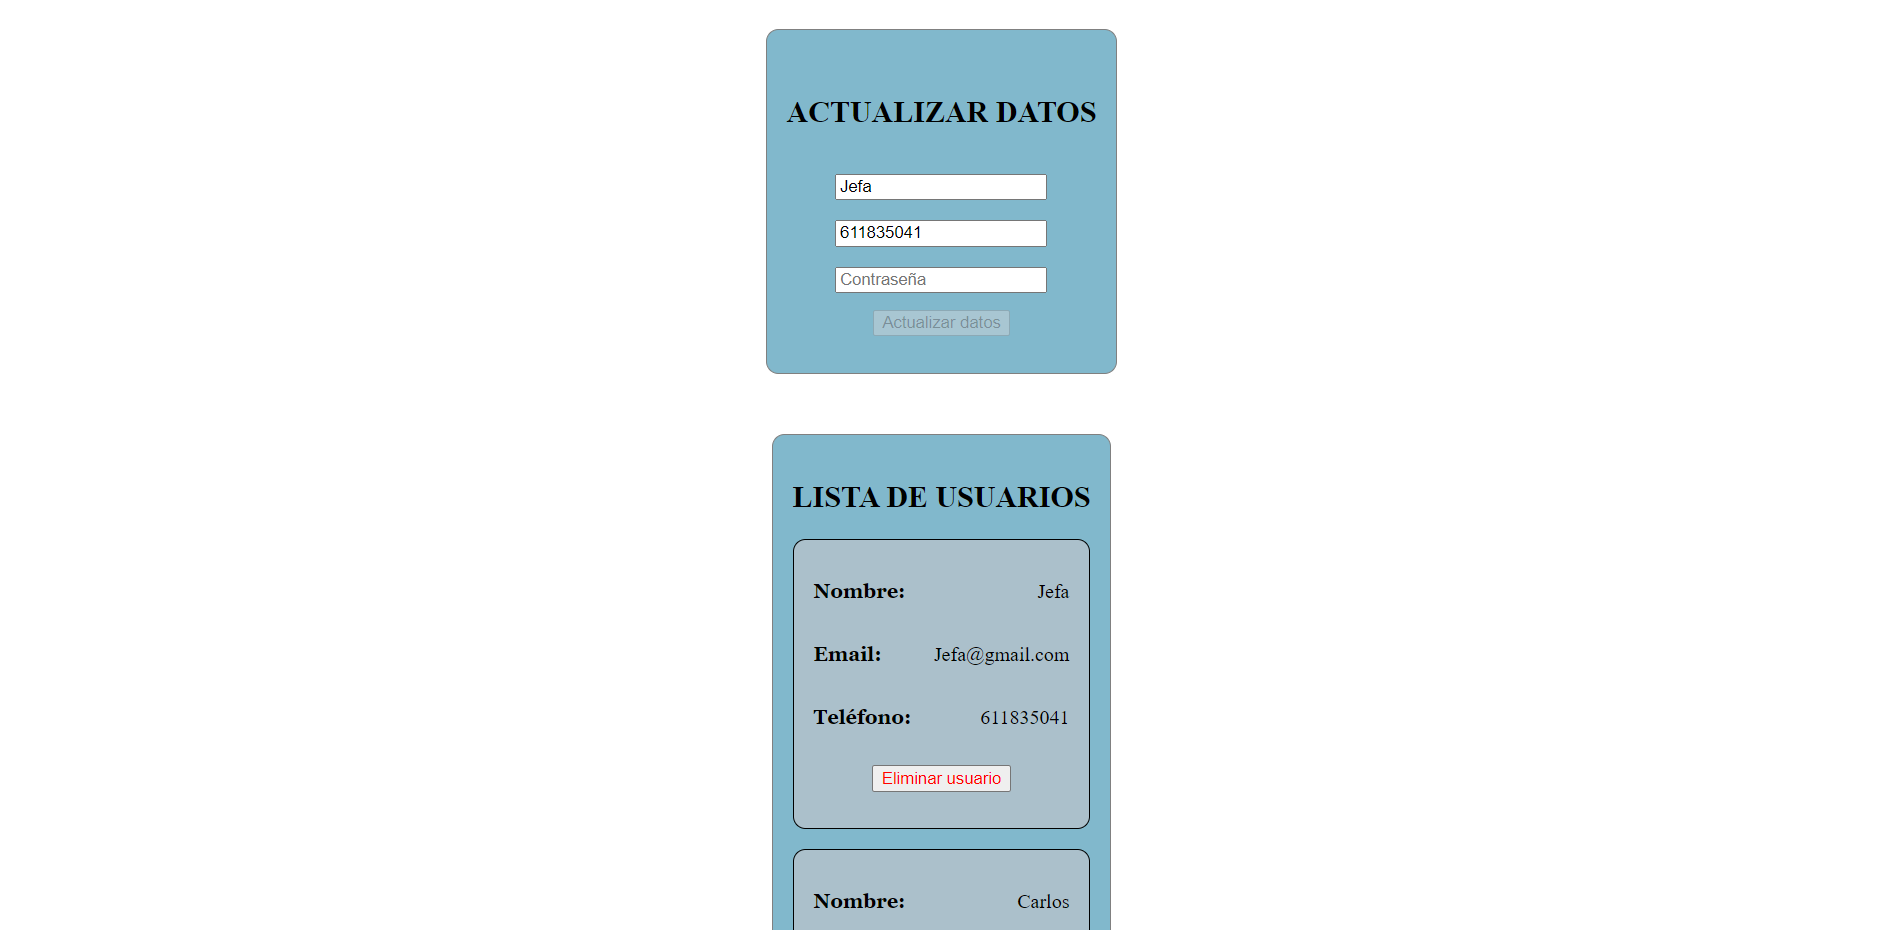 ACTUALIZAR DATOS
Jefa
611835041
Contraseña
Actualizar datos
LISTA DE USUARIOS
Nombre: Jefa
Email: Jefa@gmail.com
Teléfono: 611835041
Eliminar usuario
Nombre: Carlos